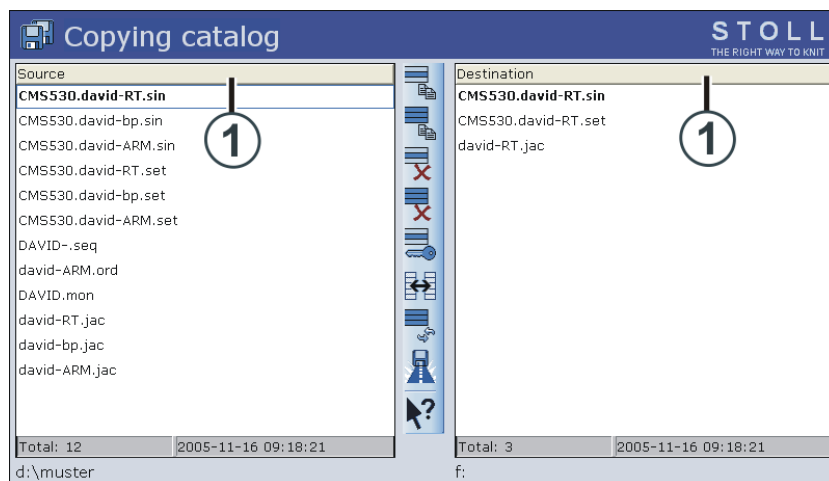 Copying catalog
STOLL
THE RIGHT WAY TO KNIT
Source
CMS530.david-RT.sin
CMS530.david-bp.sin
CMS530.david-ARM.sin
CMS530.david-RT.set
CMS530.david-bp.set
CMS530.david-ARM.set
DAVID-.seq
david-ARM.ord
DAVID.mon
david-RT.jac
david-bp.jac
david-ARM.jac
1
Total: 12
2005-11-16 09:18:21
d:\muster
?
Destination
CMS530.david-RT.sin
CMS530.david-RT.set
david-RT.jac
1
Total: 3
2005-11-16 09:18:21
f: